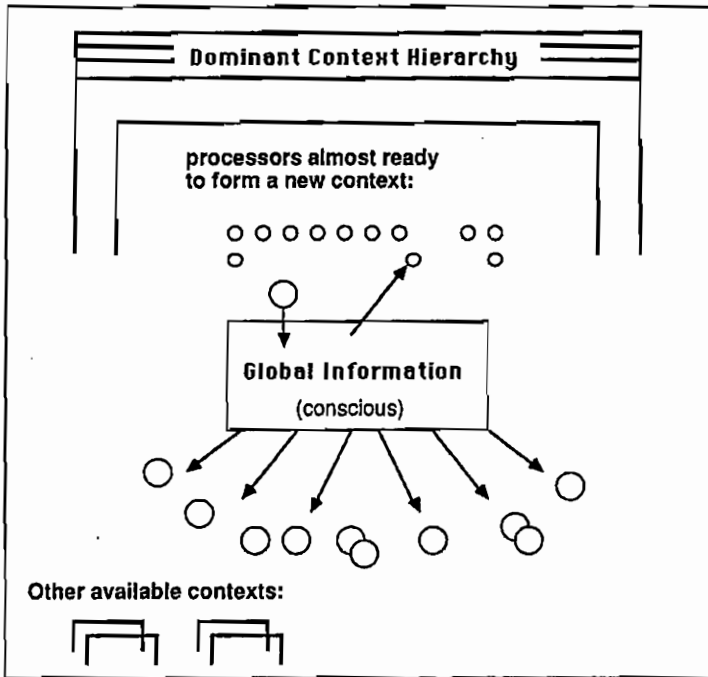 Dominant Context Hierarchy
processors almost ready
to form a new context:
Global Information
(conscious)
Other available contexts: